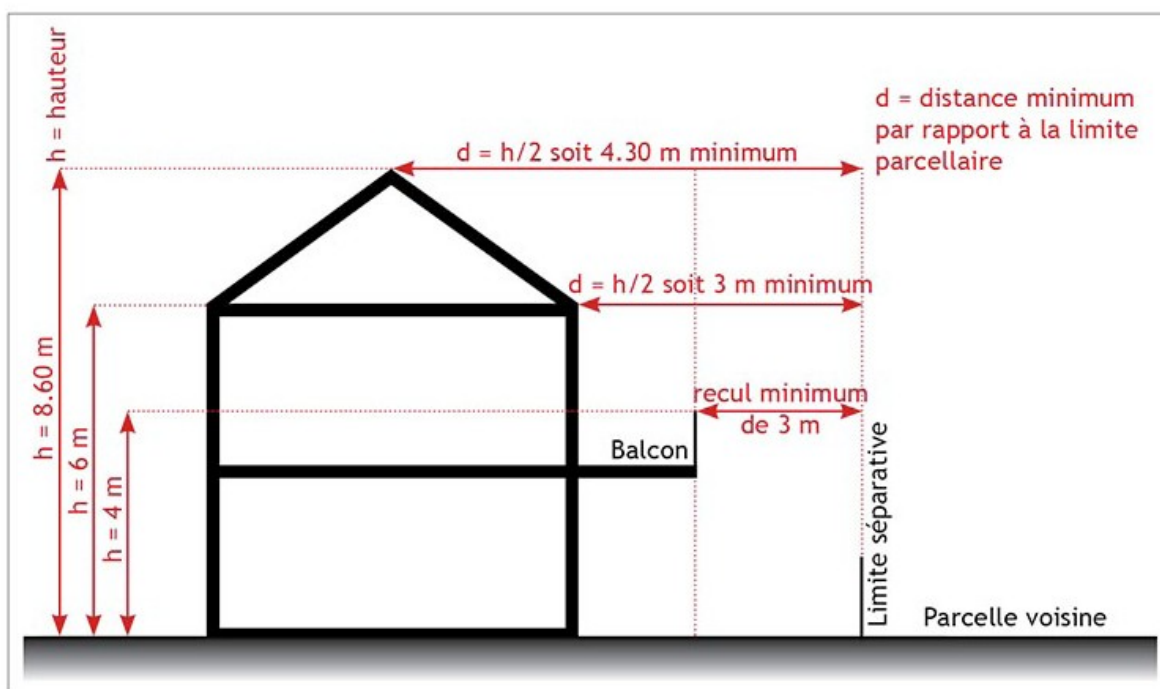 h = hauteur
d = distance minimum
par rapport à la limite
parcellaire
d = h/2 soit 4.30 m minimum
d = h/2 soit 3 m minimum
recul minimum
de 3 m
h = 8.60 m
h = 6 m
h = 4 m
Balcon
Limite séparative
Parcelle voisine